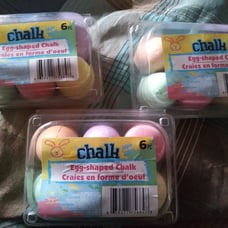 chalk 6
Egg-shaped Chalk
Craies en forme d'oeuf
chalk
Egg-shaped Chalk
Craies en forme d'oeuf
chalk 6
Egg-shaped Chalk
Craies en forme d'oeuf